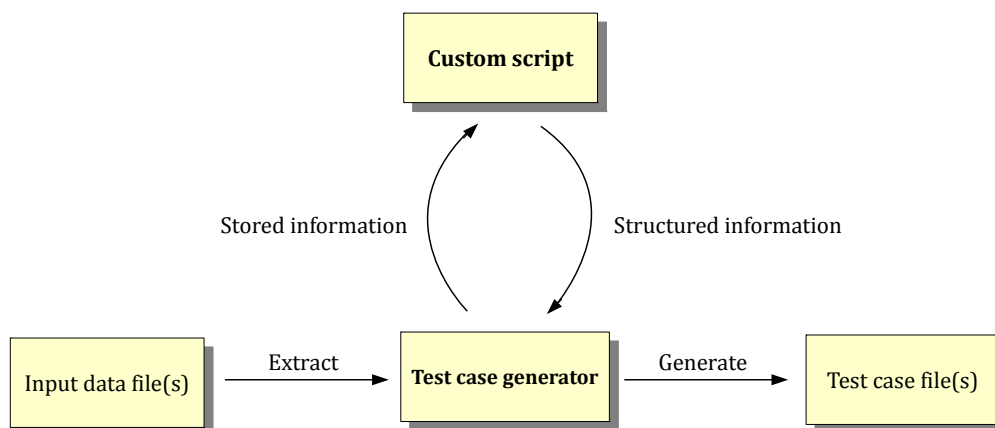 Custom script
Stored information
Structured information
Input data file(s)
Extract
Test case generator
Generate
Test case file(s)